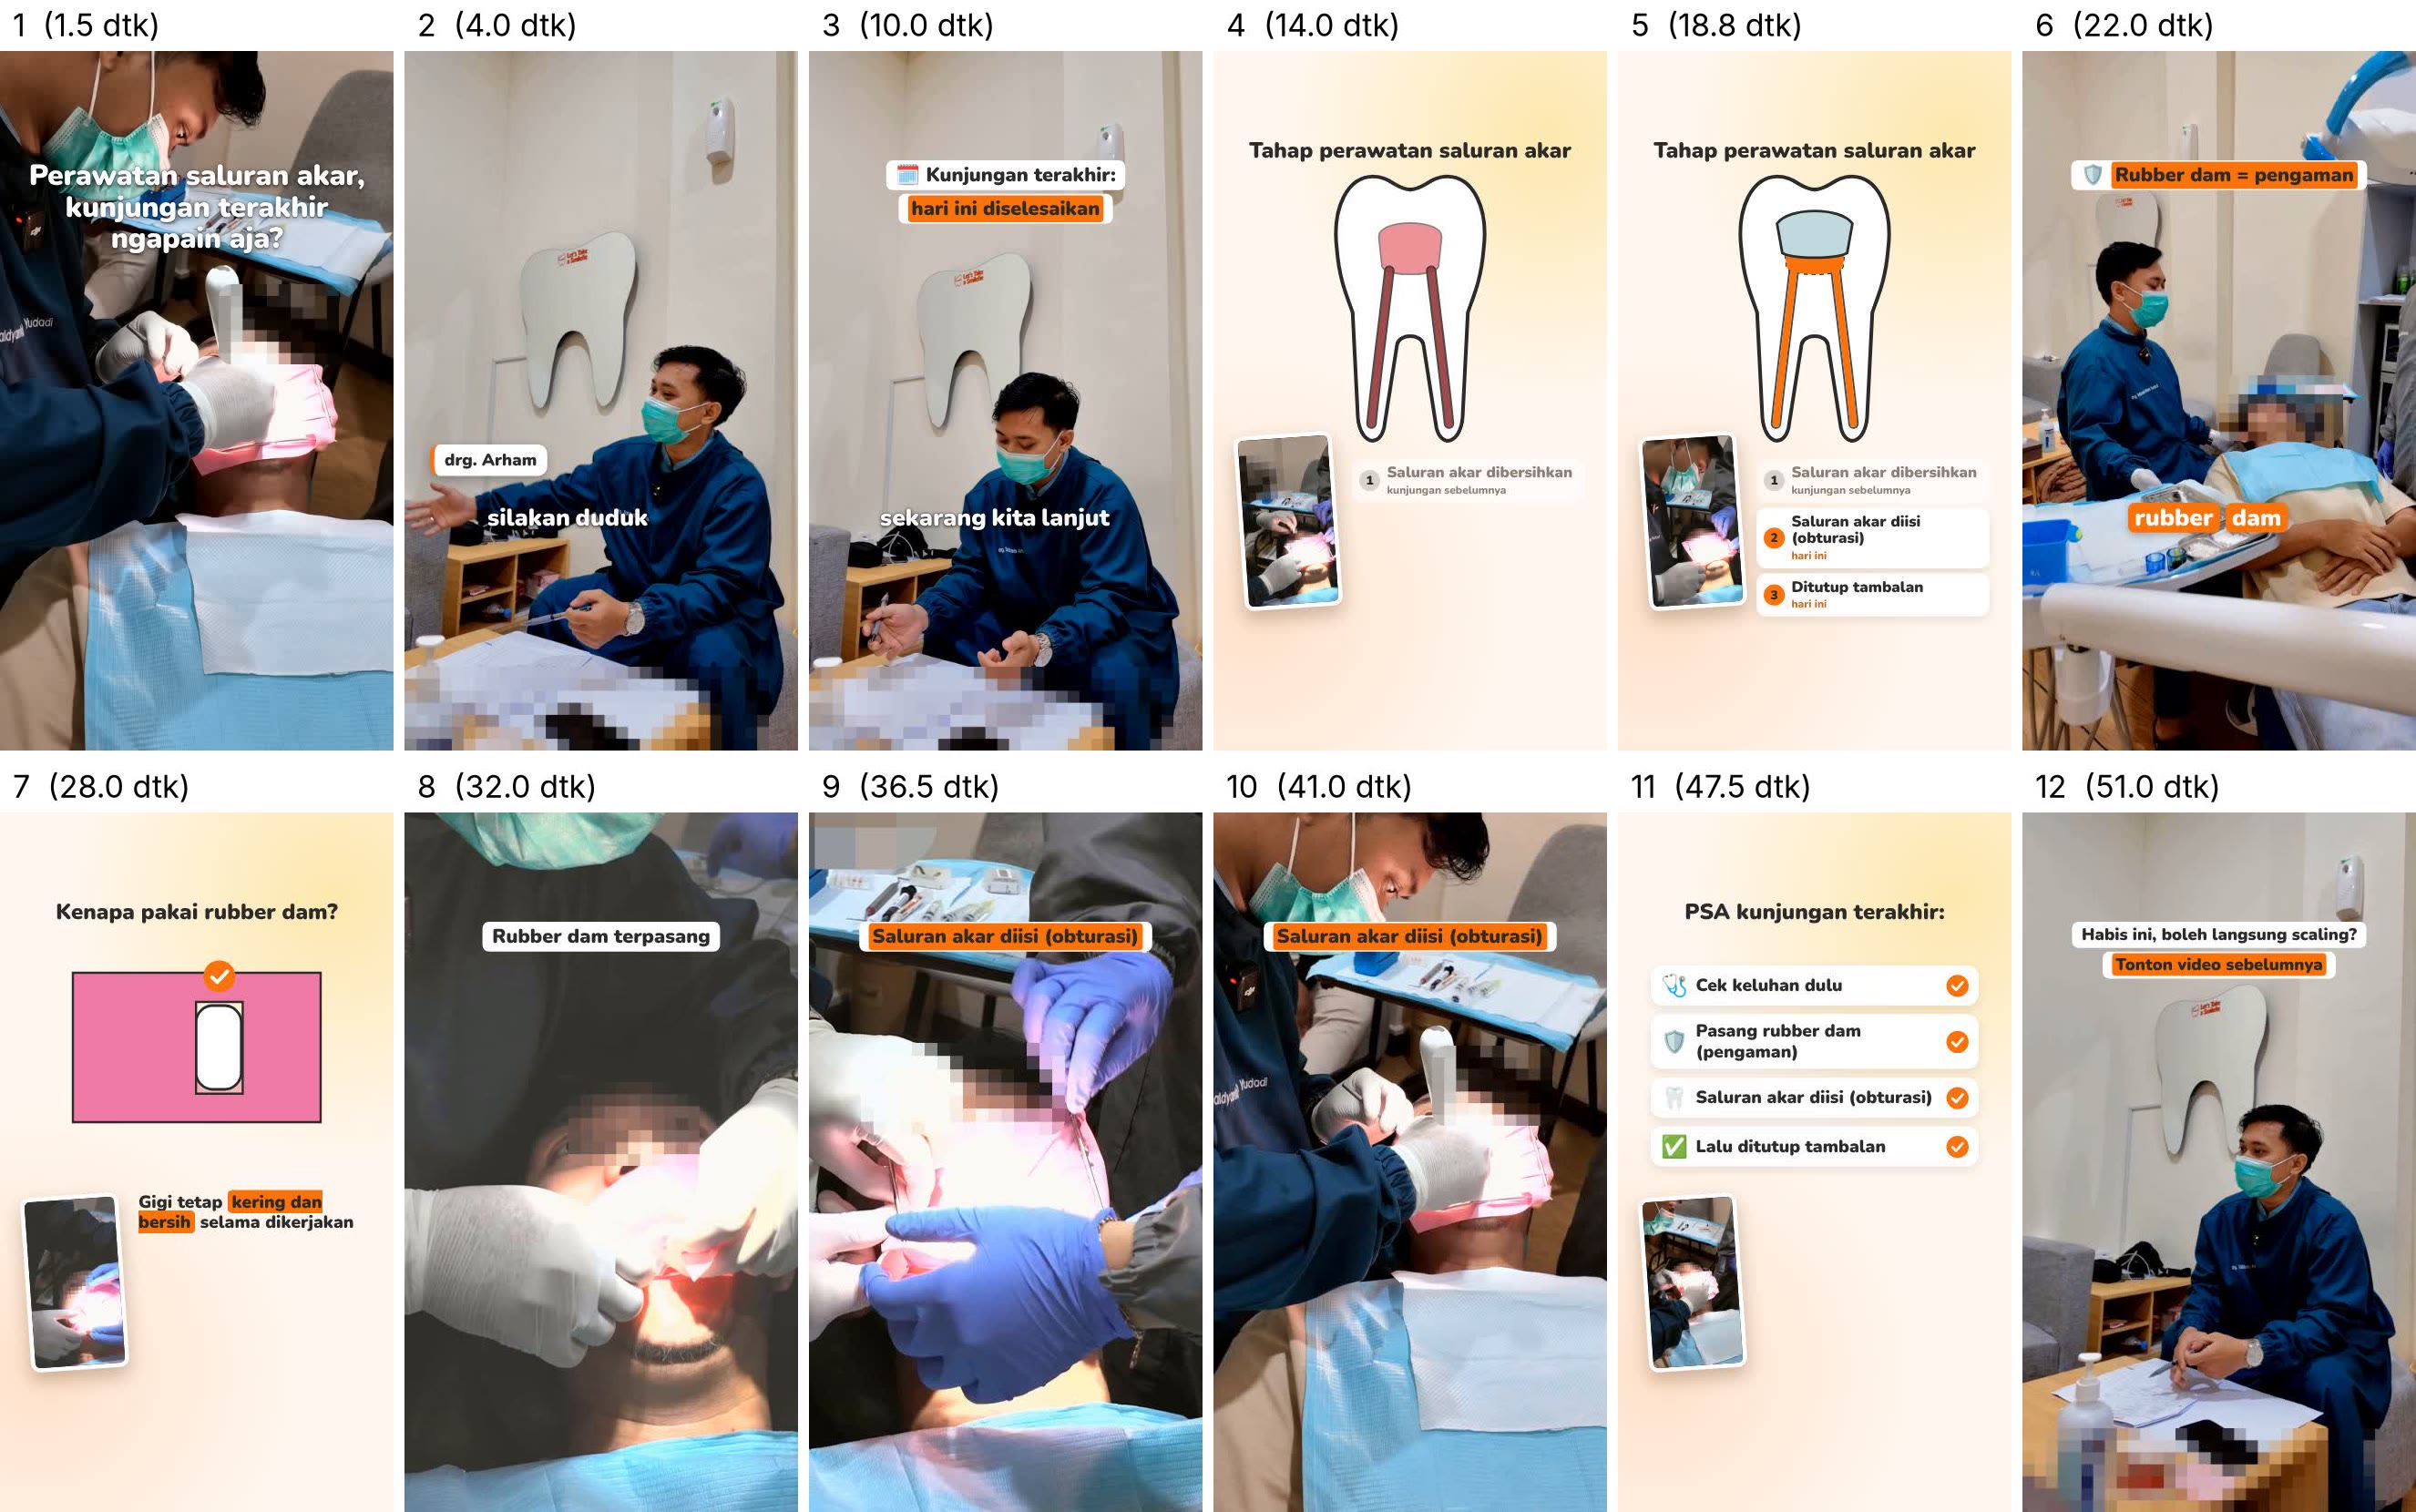 1 (1.5 dtk)
Perawatan saluran akar,
kunjungan terakhir
ngapain aja?
2 (4.0 dtk)
drg. Arham
silakan duduk
3 (10.0 dtk)
Kunjungan terakhir:
hari ini diselesaikan
sekarang kita lanjut
4 (14.0 dtk)
Tahap perawatan saluran akar
1 Saluran akar dibersihkan
kunjungan sebelumnya
5 (18.8 dtk)
Tahap perawatan saluran akar
1 Saluran akar dibersihkan
kunjungan sebelumnya
2 Saluran akar diisi
(obturasi)
hari ini
3 Ditutup tambalan
hari ini
6 (22.0 dtk)
Rubber dam = pengaman
rubber dam
7 (28.0 dtk)
Kenapa pakai rubber dam?
Gigi tetap kering dan
bersih selama dikerjakan
8 (32.0 dtk)
Rubber dam terpasang
9 (36.5 dtk)
Saluran akar diisi (obturasi)
10 (41.0 dtk)
Saluran akar diisi (obturasi)
11 (47.5 dtk)
PSA kunjungan terakhir:
Cek keluhan dulu
Pasang rubber dam
(pengaman)
Saluran akar diisi (obturasi)
Lalu ditutup tambalan
12 (51.0 dtk)
Habis ini, boleh langsung scaling?
Tonton video sebelumnya